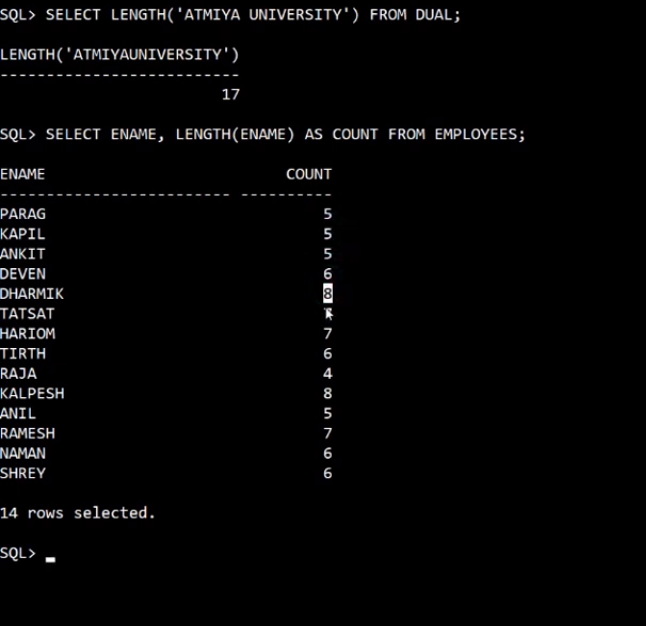 SQL> SELECT LENGTH('ATMIYA UNIVERSITY') FROM DUAL;
LENGTH('ATMIYAUNIVERSITY')
--------------------------
17
SQL> SELECT ENAME, LENGTH(ENAME) AS COUNT FROM EMPLOYEES;
ENAME COUNT
------------------------- ----------
PARAG 5
KAPIL 5
ANKIT 5
DEVEN 6
DHARMIK 8
TATSAT
HARIOM 7
TIRTH 6
RAJA 4
KALPESH 8
ANIL 5
RAMESH 7
NAMAN 6
SHREY 6
14 rows selected.
SQL>